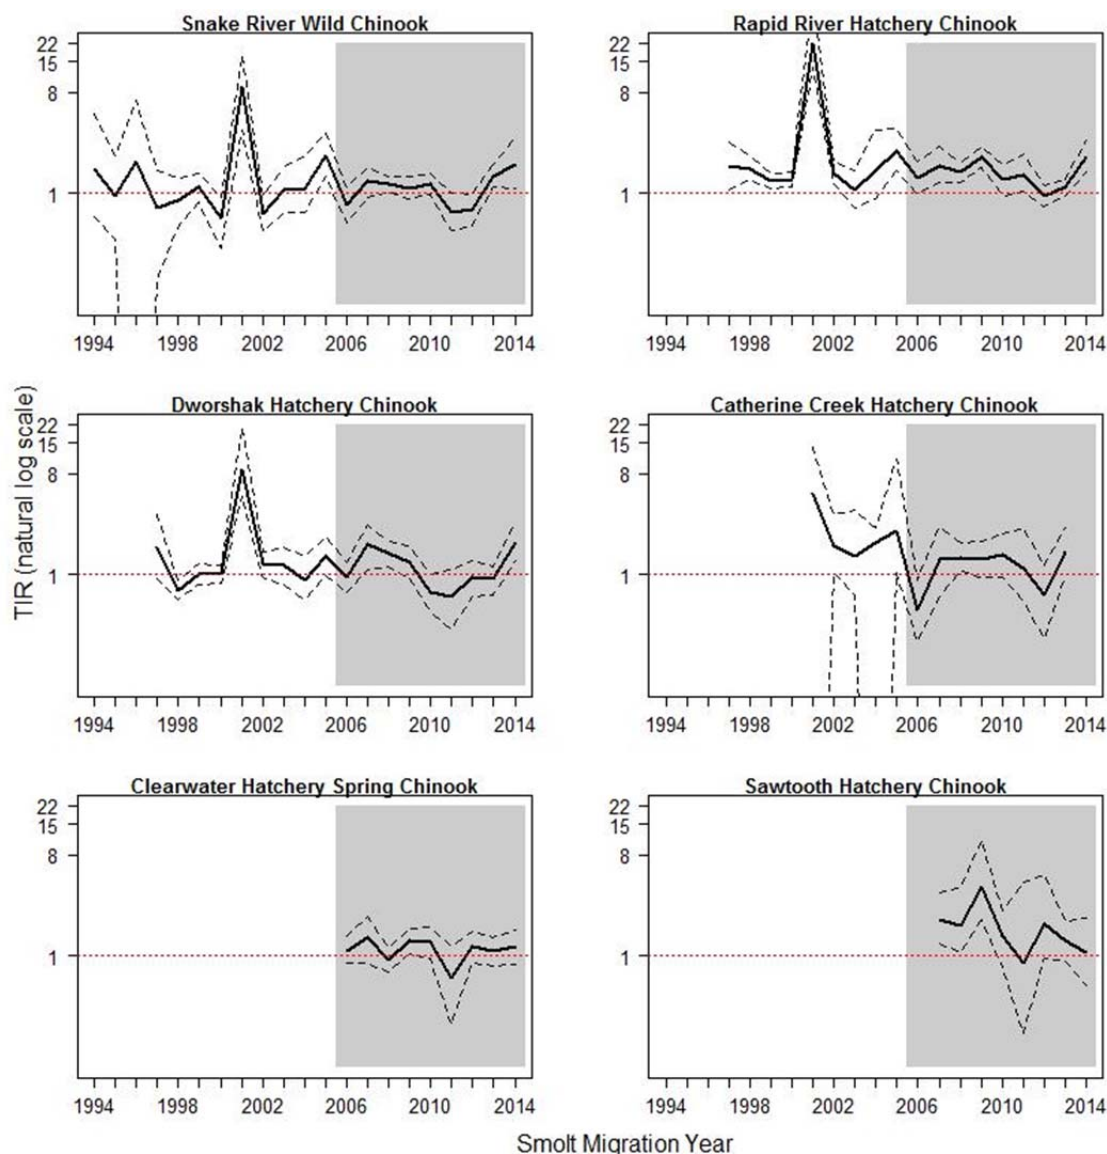 Snake River Wild Chinook
22
15
8
1
1994 1998 2002 2006 2010 2014
Rapid River Hatchery Chinook
22
15
8
1
1994 1998 2002 2006 2010 2014
TIR (natural log scale)
Dworshak Hatchery Chinook
22
15
8
1
1994 1998 2002 2006 2010 2014
Catherine Creek Hatchery Chinook
22
15
8
1
1994 1998 2002 2006 2010 2014
Clearwater Hatchery Spring Chinook
22
15
8
1
1994 1998 2002 2006 2010 2014
Sawtooth Hatchery Chinook
22
15
8
1
1994 1998 2002 2006 2010 2014
Smolt Migration Year